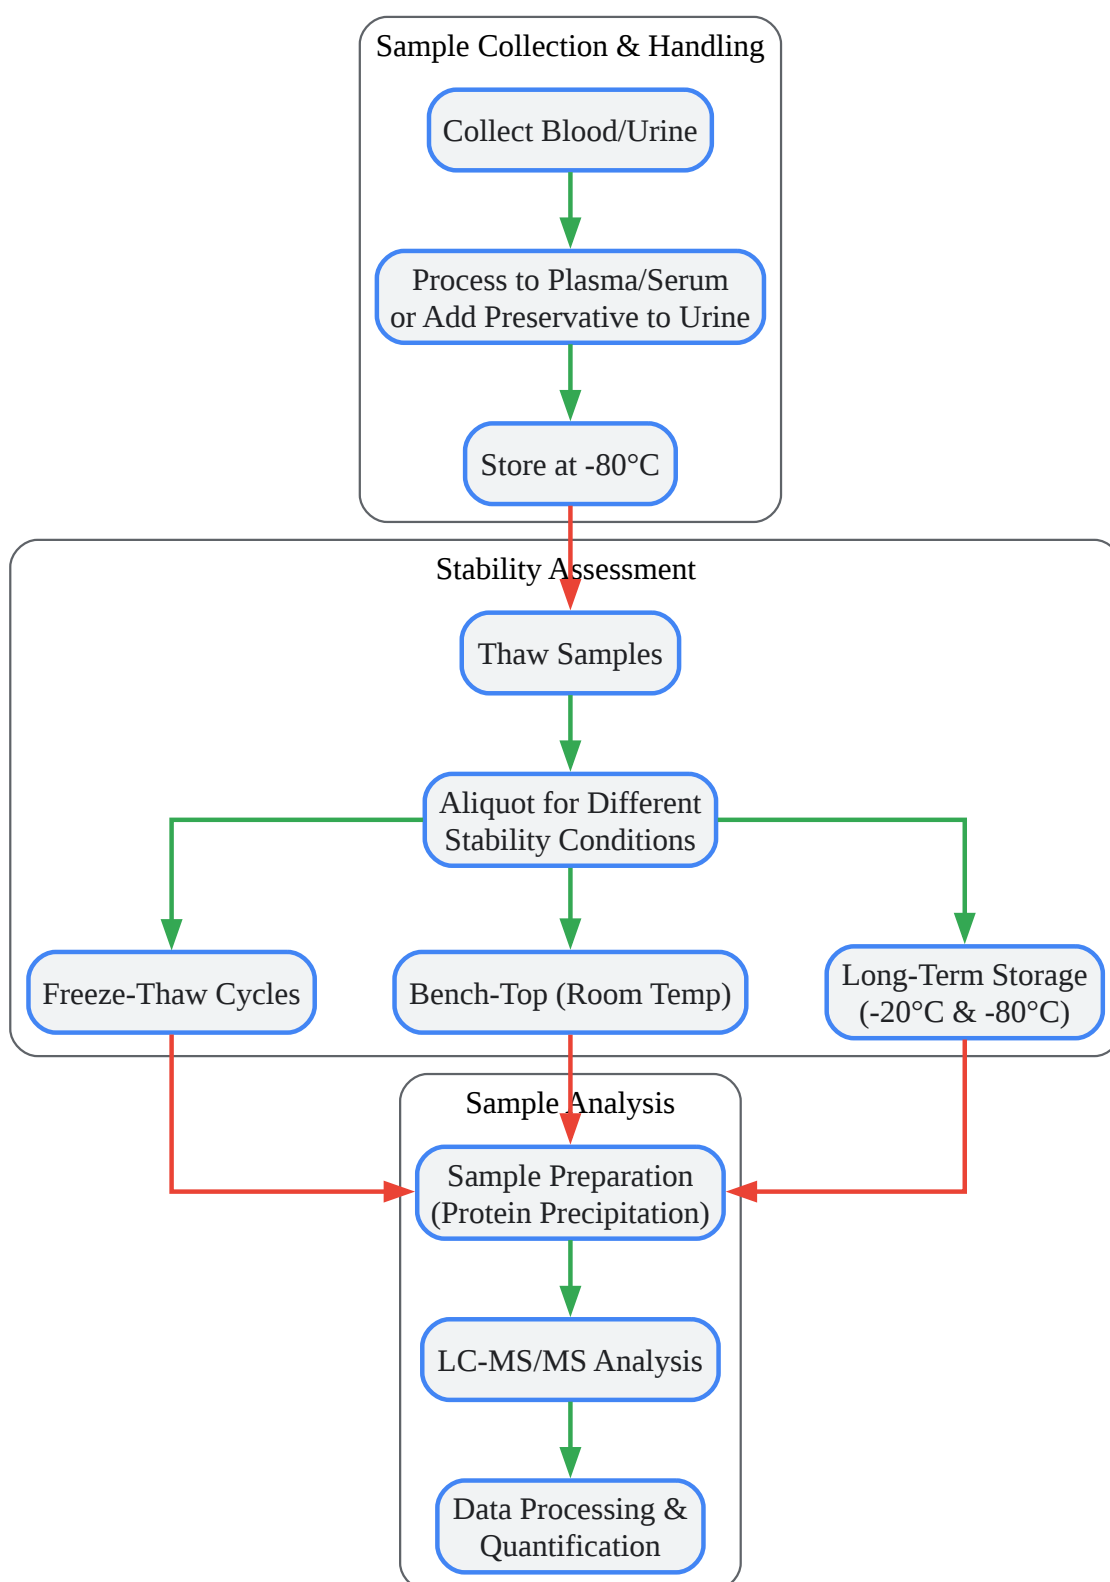 Sample Collection & Handling
Collect Blood/Urine
Process to Plasma/Serum
or Add Preservative to Urine
Store at -80°C
Stability Assessment
Thaw Samples
Aliquot for Different
Stability Conditions
Freeze-Thaw Cycles
Bench-Top (Room Temp)
Long-Term Storage
(-20°C & -80°C)
Sample Analysis
Sample Preparation
(Protein Precipitation)
LC-MS/MS Analysis
Data Processing &
Quantification